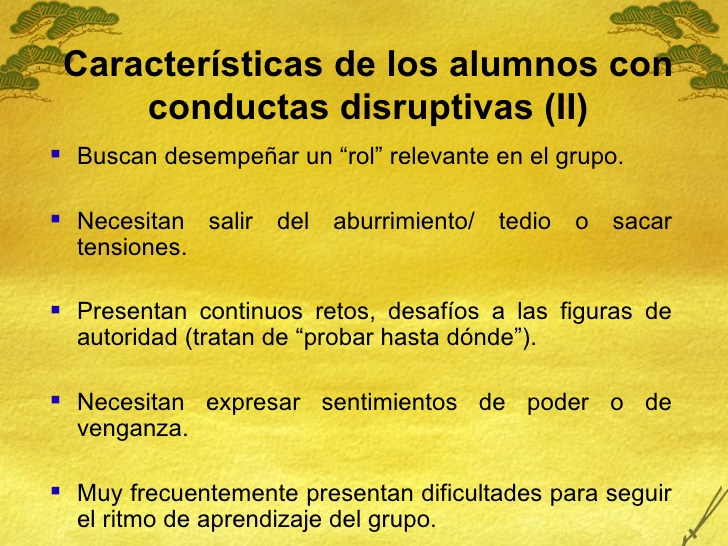 Características de los alumnos con
conductas disruptivas (II)
Buscan desempeñar un “rol” relevante en el grupo.
Necesitan salir del aburrimiento/ tedio o sacar
tensiones.
Presentan continuos retos, desafíos a las figuras de
autoridad (tratan de “probar hasta dónde”).
Necesitan expresar sentimientos de poder o de
venganza.
Muy frecuentemente presentan dificultades para seguir
el ritmo de aprendizaje del grupo.